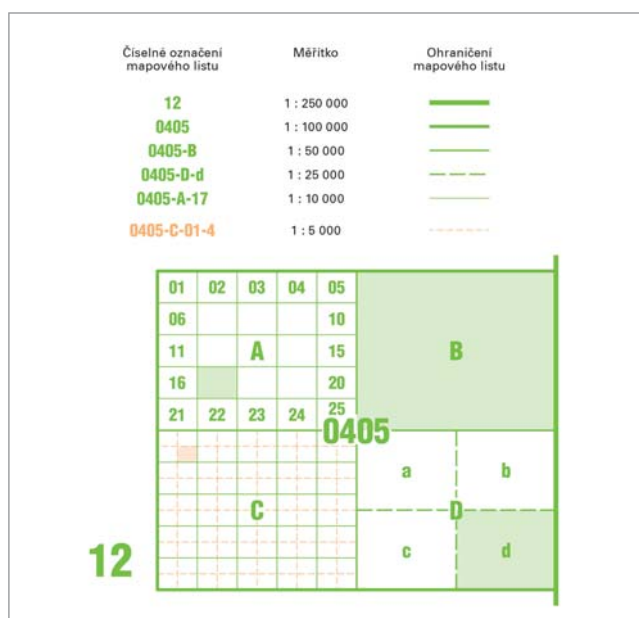 Číselné označení
mapového listu
Měřítko
Ohraničení
mapového listu
12
1 : 250 000
0405
1 : 100 000
0405-B
1 : 50 000
0405-D-d
1 : 25 000
0405-A-17
1 : 10 000
0405-C-01-4
1 : 5 000
01 02 03 04 05
06 10
11 A 15 B
16 20
21 22 23 24 25
0405
a b
C D
c d
12